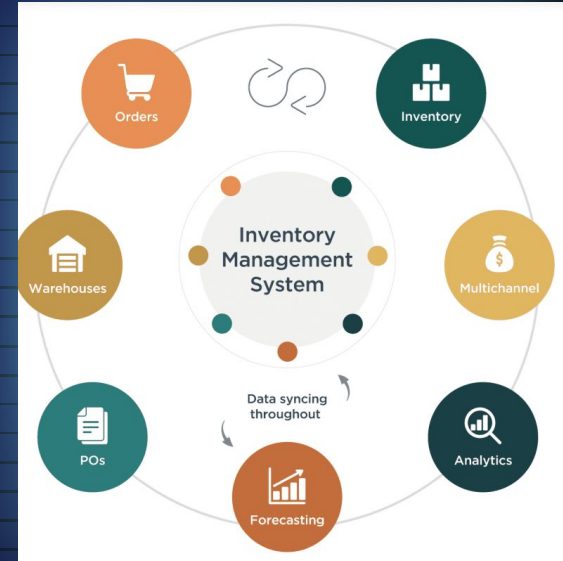 Orders
Inventory
Inventory
Management
System
Warehouses
$
Multichannel
Data syncing
throughout
POs
Analytics
Forecasting